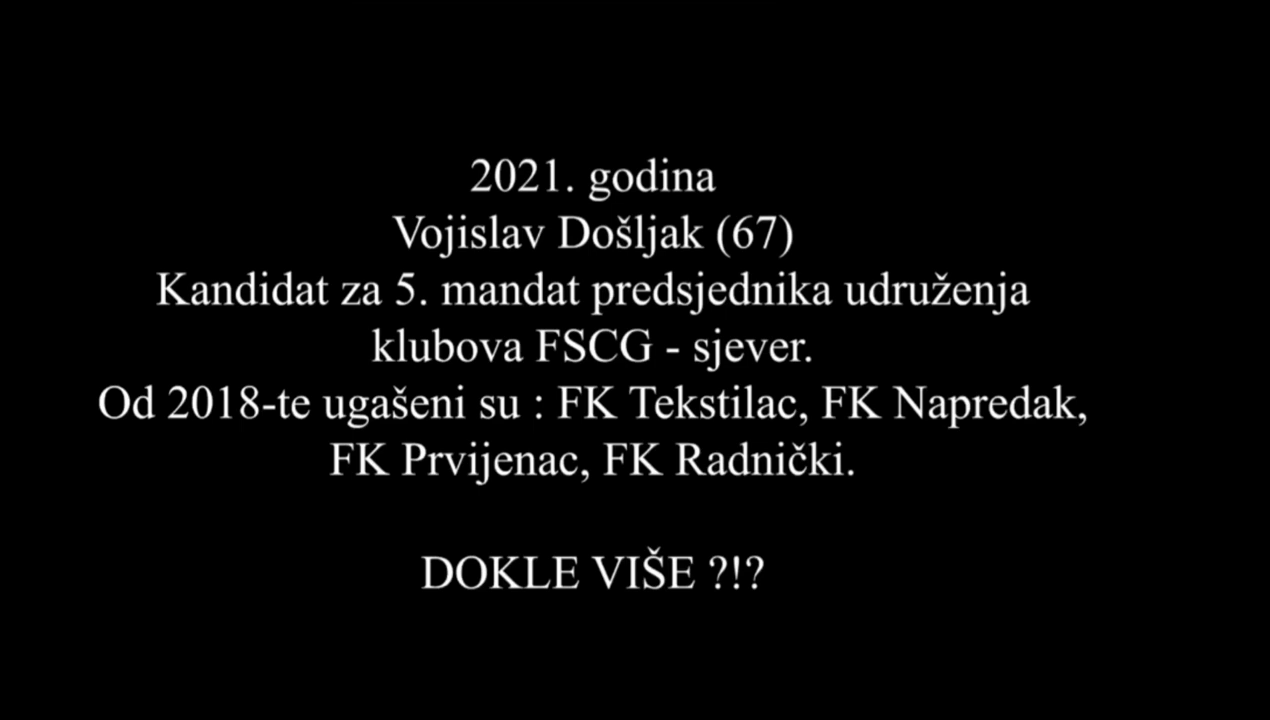 2021. godina
Vojislav Došljak (67)
Kandidat za 5. mandat predsjednika udruženja
klubova FSCG - sjever.
Od 2018-te ugašeni su : FK Tekstilac, FK Napredak,
FK Prvijenac, FK Radnički.
DOKLE VIŠE ?!?